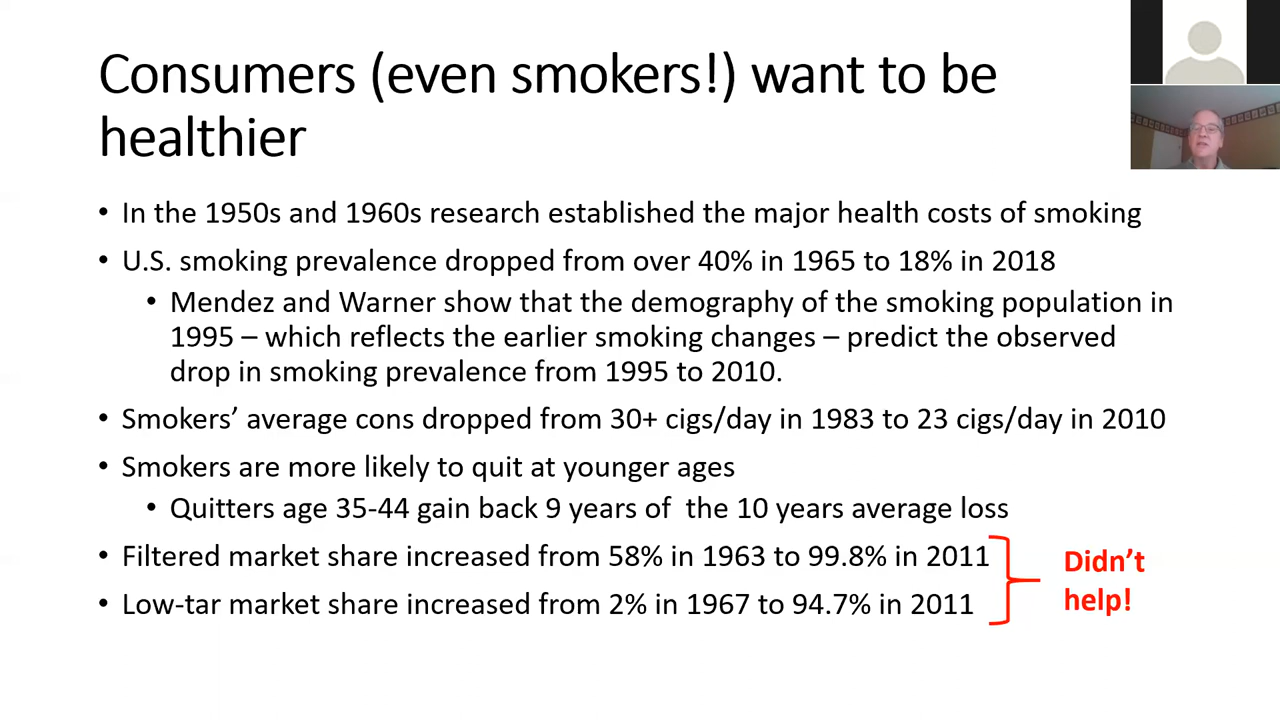 Consumers (even smokers!) want to be
healthier
• In the 1950s and 1960s research established the major health costs of smoking
• U.S. smoking prevalence dropped from over 40% in 1965 to 18% in 2018
• Mendez and Warner show that the demography of the smoking population in
1995 – which reflects the earlier smoking changes – predict the observed
drop in smoking prevalence from 1995 to 2010.
• Smokers’ average cons dropped from 30+ cigs/day in 1983 to 23 cigs/day in 2010
• Smokers are more likely to quit at younger ages
• Quitters age 35-44 gain back 9 years of the 10 years average loss
• Filtered market share increased from 58% in 1963 to 99.8% in 2011
• Low-tar market share increased from 2% in 1967 to 94.7% in 2011
Didn’t
help!